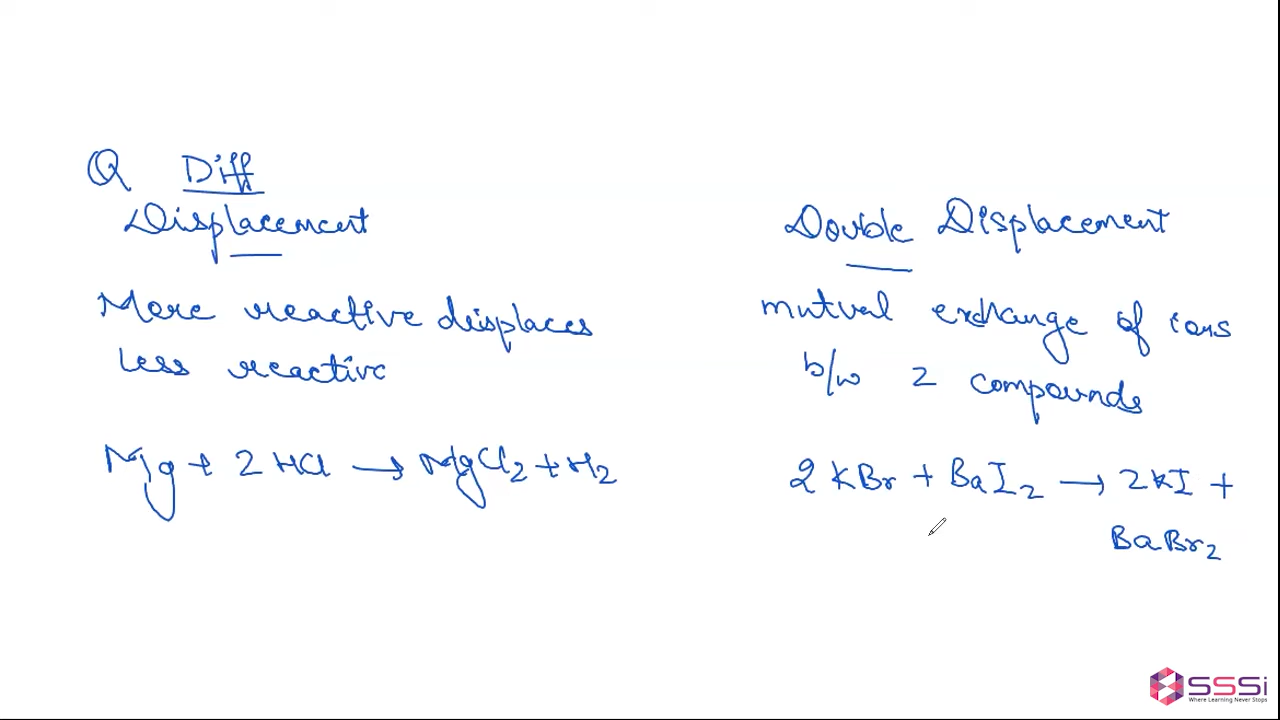 Q Diff
Displacement
More reactive displaces
less reactive
Mg + 2 HCl → MgCl2 + H2
Double Displacement
mutual exchange of ions
b/w 2 compounds
2 KBr + BaI2 → 2KI +
BaBr2
SSSi
Where Learning Never Stops